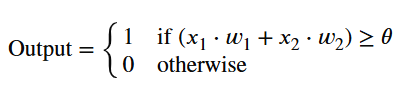 Output = { 1 if (x₁ · w₁ + x₂ · w₂) ≥ θ
0 otherwise